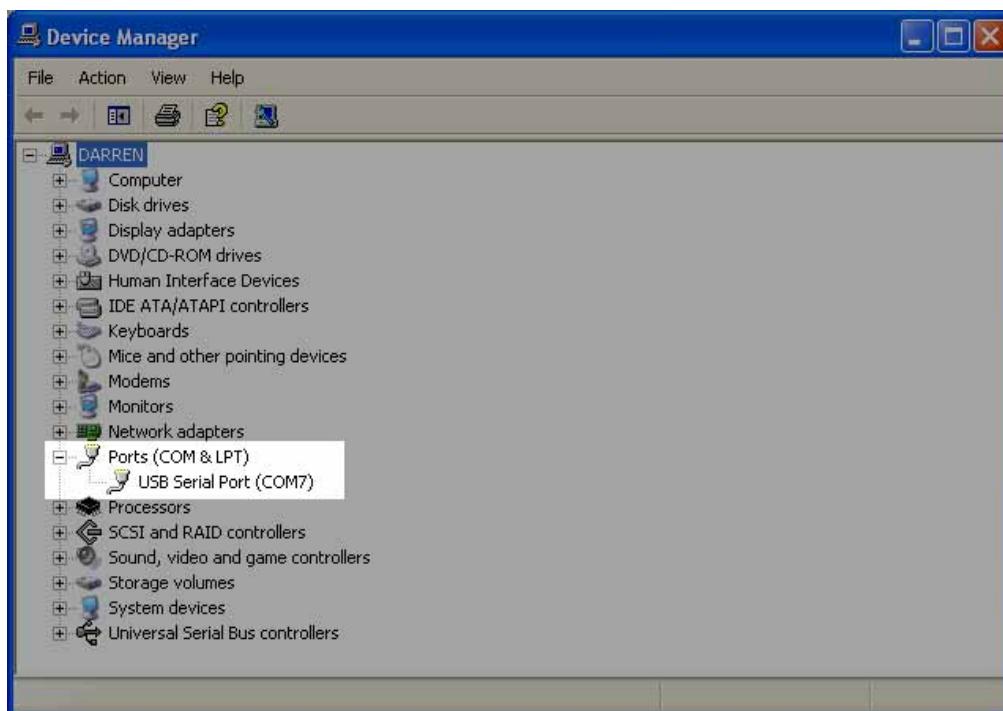 Device Manager
File Action View Help
DARREN
Computer
Disk drives
Display adapters
DVD/CD-ROM drives
Human Interface Devices
IDE ATA/ATAPI controllers
Keyboards
Mice and other pointing devices
Modems
Monitors
Network adapters
Ports (COM & LPT)
USB Serial Port (COM7)
Processors
SCSI and RAID controllers
Sound, video and game controllers
Storage volumes
System devices
Universal Serial Bus controllers